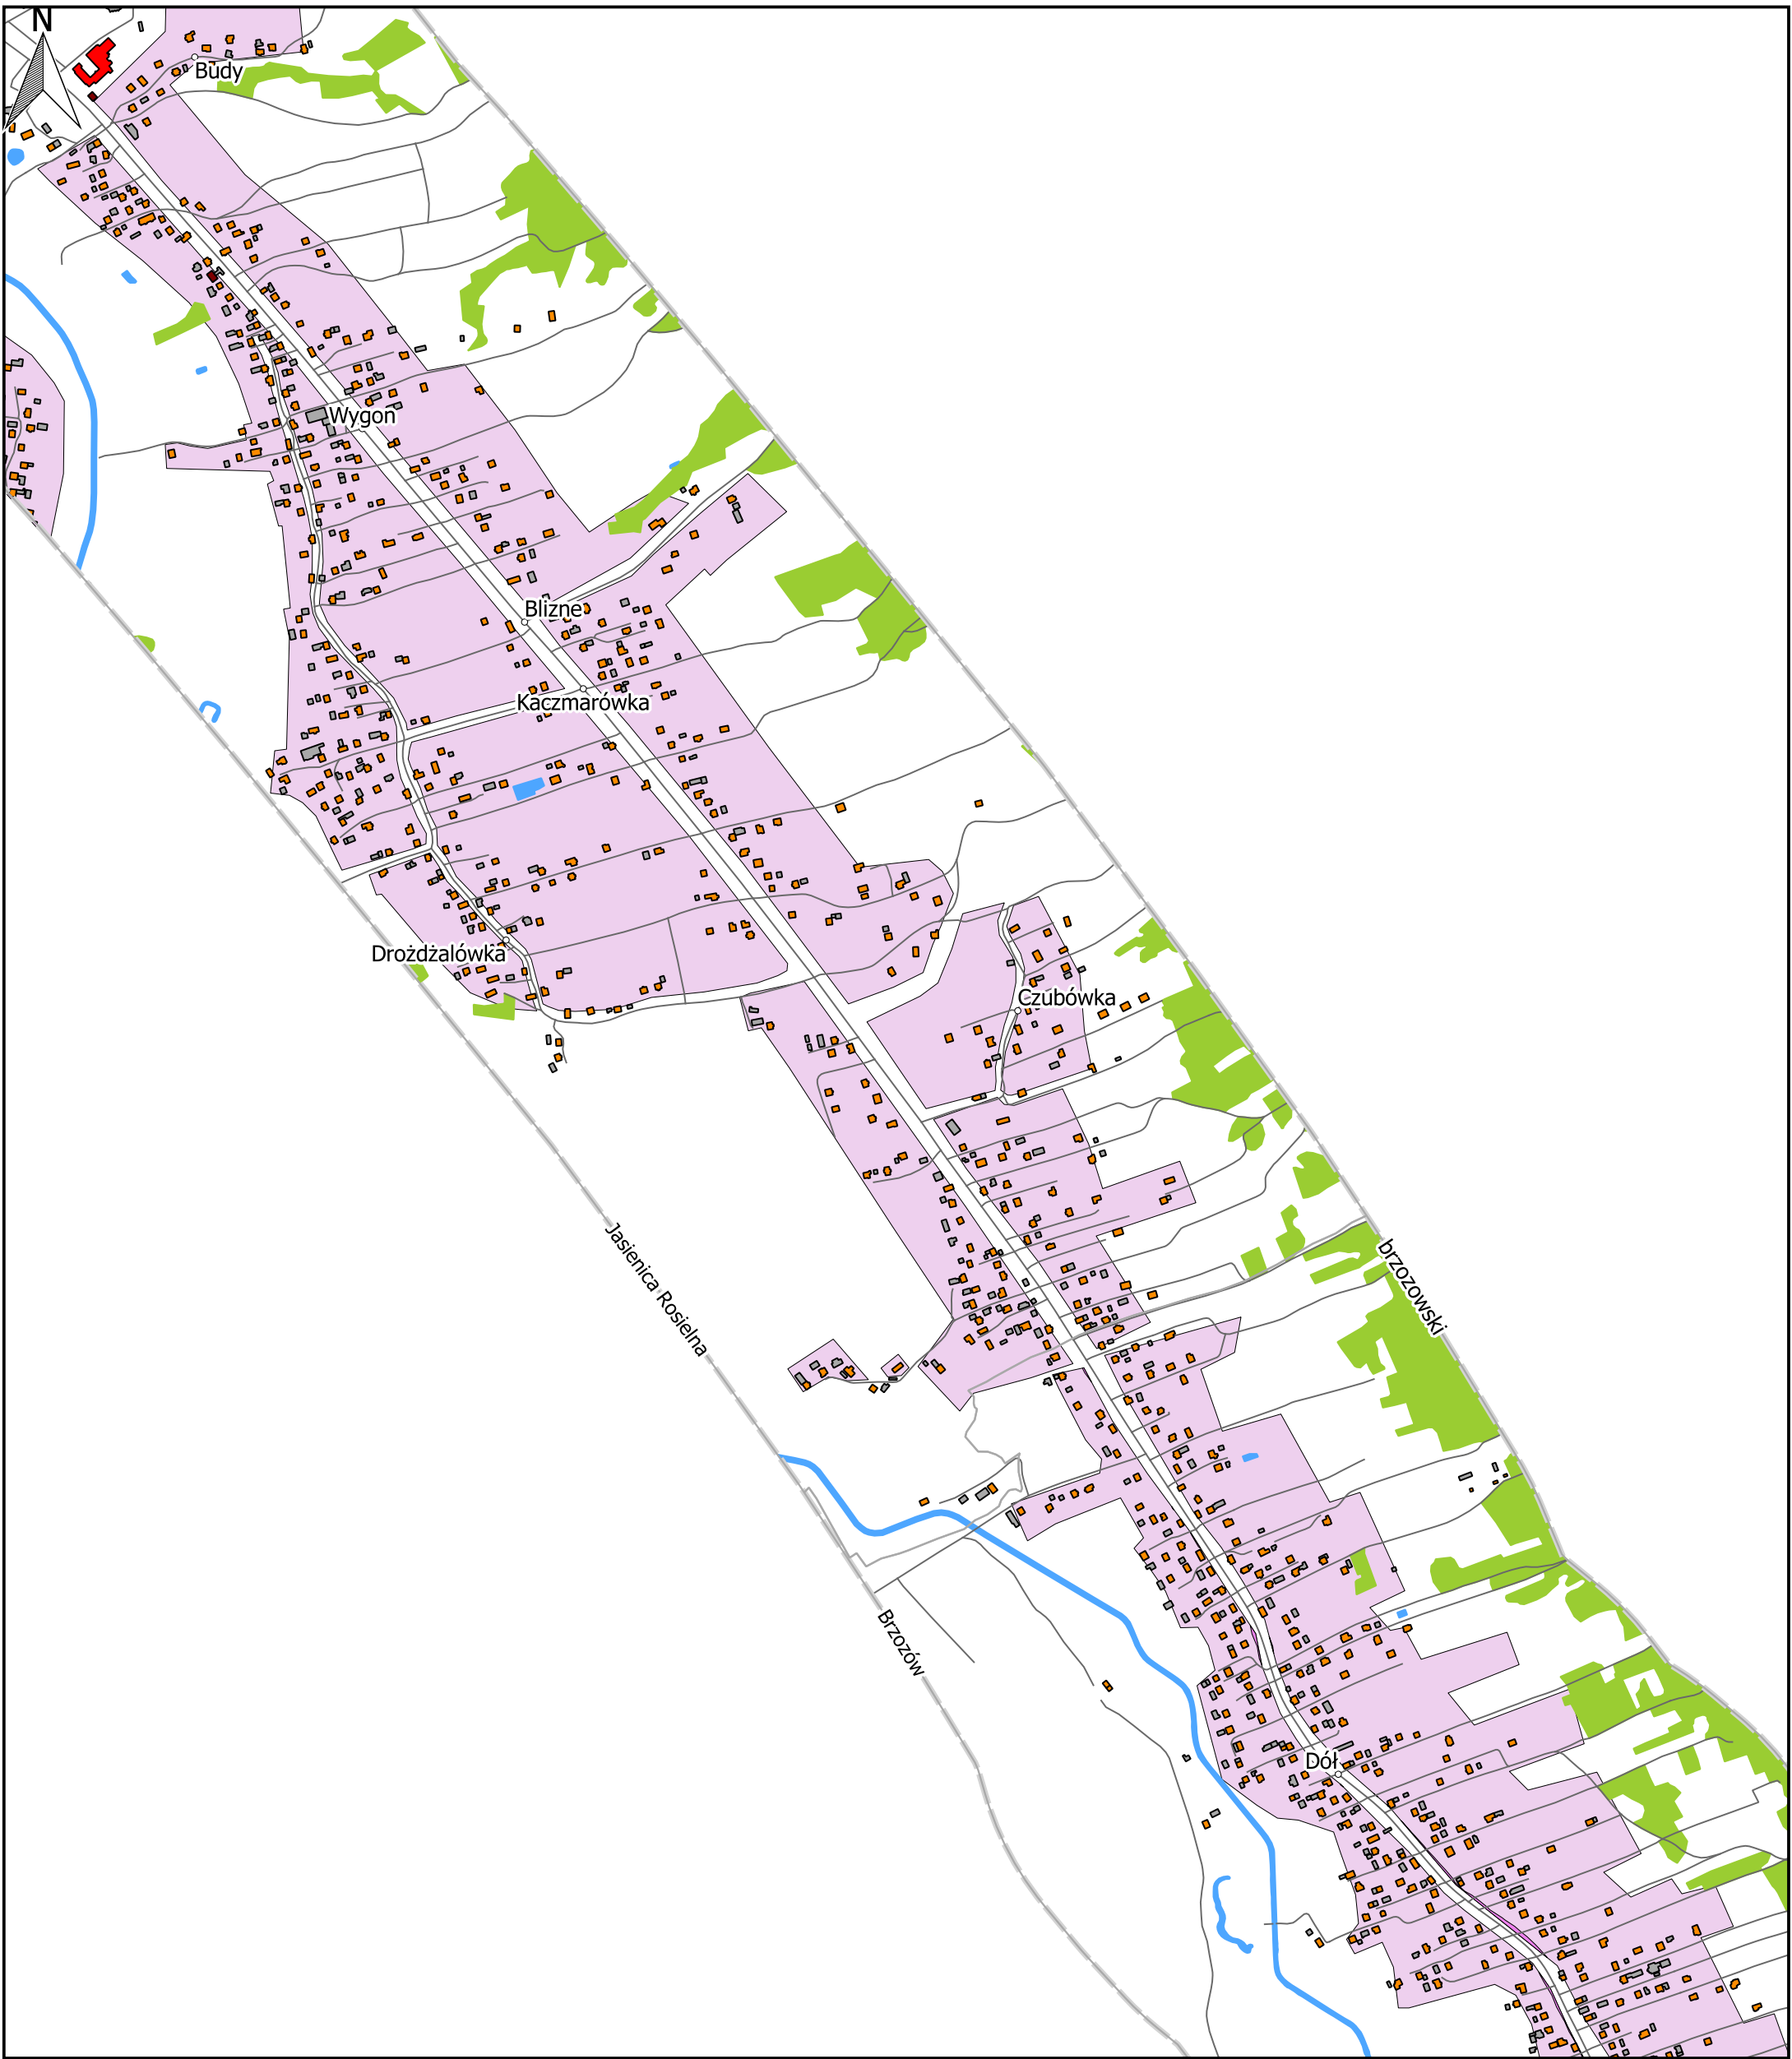 N
Budy
Wygon
Blizne
Kaczmarówka
Drożdżalówka
Czubówka
Jasienica Rosielna
brzozowski
Brzozów
Dół